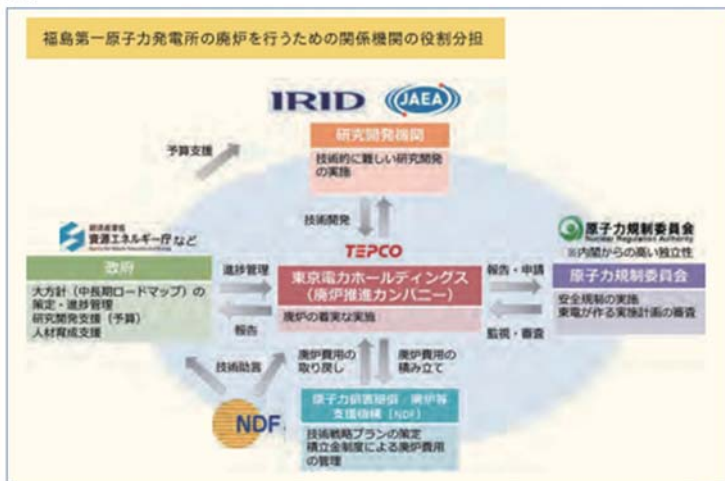 福島第一原子力発電所の廃炉を行うための関係機関の役割分担
IRID
JAEA
研究開発機関
技術的に難しい研究開発
の実施
予算支援
技術開発
経済産業省
資源エネルギー庁 など
政府
大方針（中長期ロードマップ）の
策定・進捗管理
研究開発支援（予算）
人材育成支援
進捗管理
報告
TEPCO
東京電力ホールディングス
（廃炉推進カンパニー）
廃炉の着実な実施
報告・申請
監視・審査
原子力規制委員会
Nuclear Regulation Authority
※内閣からの高い独立性
原子力規制委員会
安全規制の実施
東電が作る実施計画の審査
技術助言
廃炉費用の
取り戻し
廃炉費用の
積み立て
NDF
原子力損害賠償・廃炉等
支援機構（NDF）
技術戦略プランの策定
積立金制度による廃炉費用
の管理